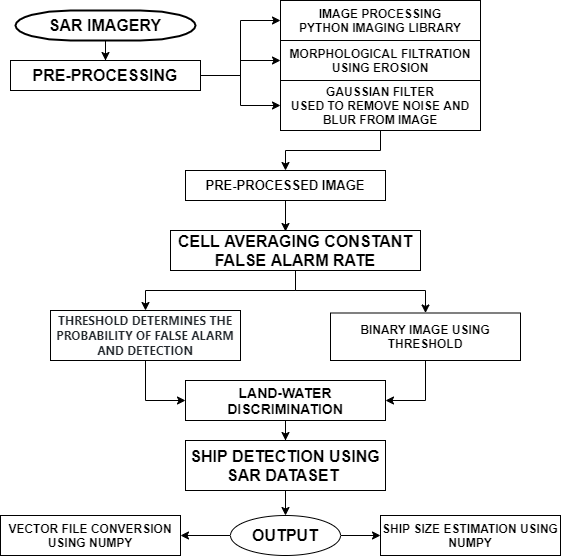 SAR IMAGERY
PRE-PROCESSING
IMAGE PROCESSING
PYTHON IMAGING LIBRARY
MORPHOLOGICAL FILTRATION
USING EROSION
GAUSSIAN FILTER
USED TO REMOVE NOISE AND
BLUR FROM IMAGE
PRE-PROCESSED IMAGE
CELL AVERAGING CONSTANT
FALSE ALARM RATE
THRESHOLD DETERMINES THE
PROBABILITY OF FALSE ALARM
AND DETECTION
BINARY IMAGE USING
THRESHOLD
LAND-WATER
DISCRIMINATION
SHIP DETECTION USING
SAR DATASET
VECTOR FILE CONVERSION
USING NUMPY
OUTPUT
SHIP SIZE ESTIMATION USING
NUMPY